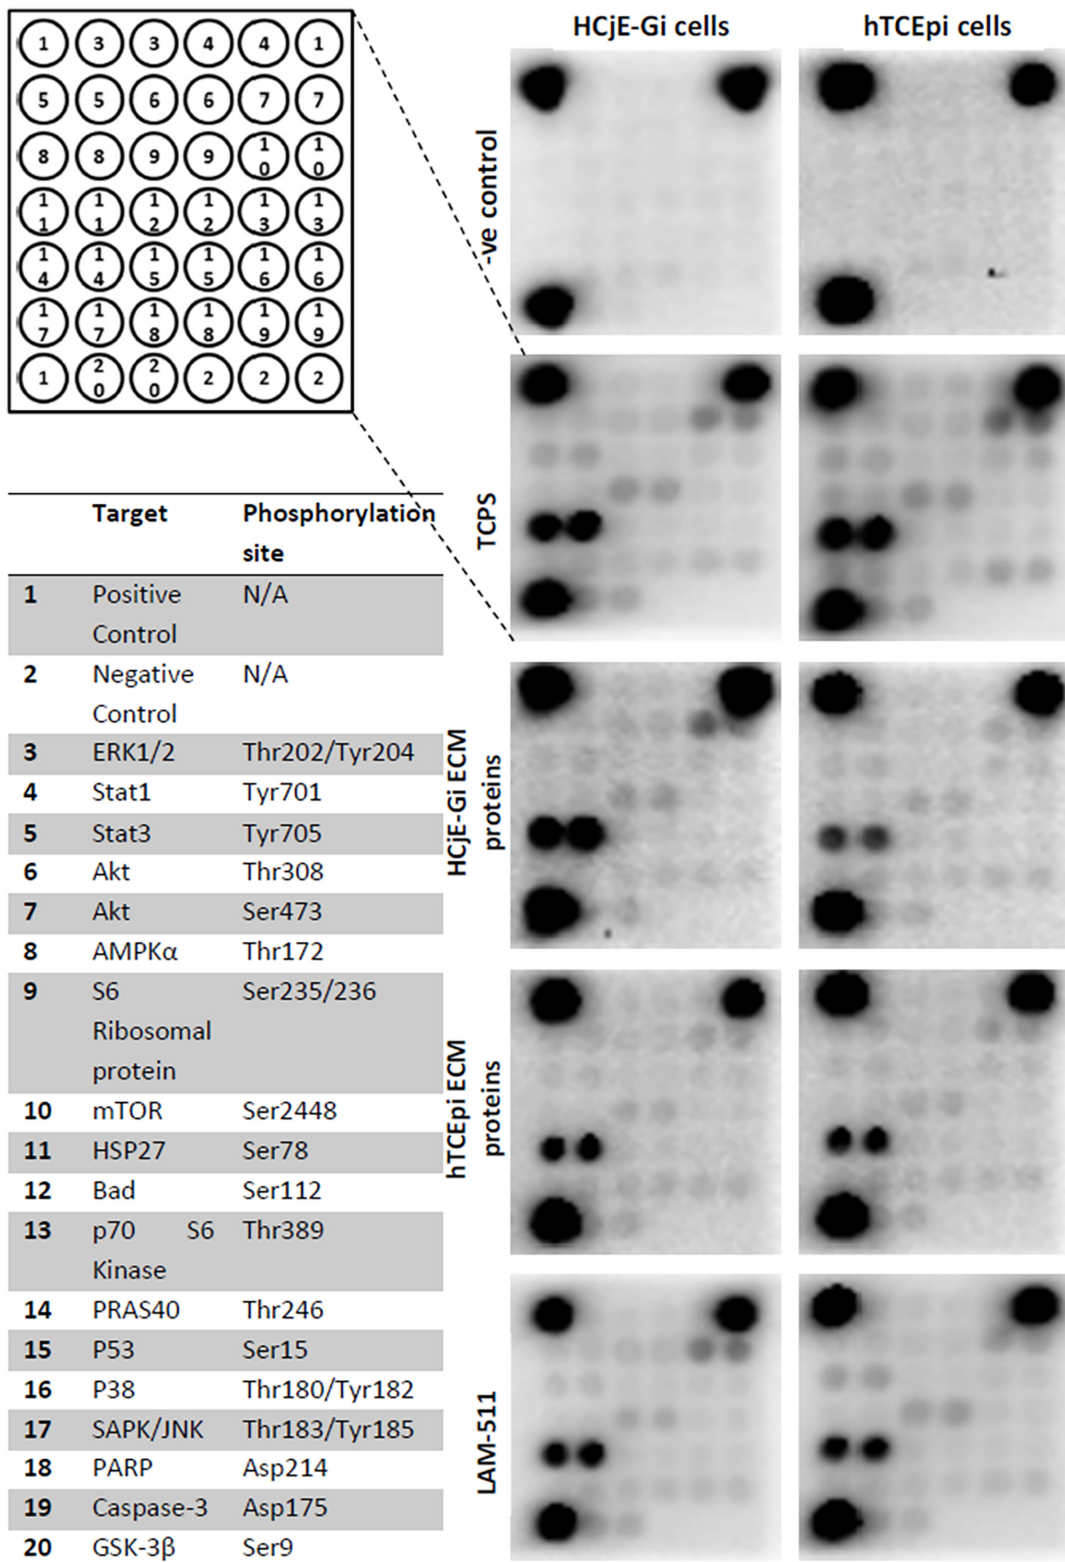 HCjE-Gi cells hTCEpi cells
1 3 3 4 4 1
5 5 6 6 7 7
8 8 9 9 10 10
11 11 12 12 13 13
14 14 15 15 16 16
17 17 18 18 19 19
1 20 20 2 2 2
-ve control
TCPS
HCjE-Gi ECM
proteins
hTCEpi ECM
proteins
LAM-511
Target Phosphorylation
site
1 Positive N/A
Control
2 Negative N/A
Control
3 ERK1/2 Thr202/Tyr204
4 Stat1 Tyr701
5 Stat3 Tyr705
6 Akt Thr308
7 Akt Ser473
8 AMPKα Thr172
9 S6 Ser235/236
Ribosomal
protein
10 mTOR Ser2448
11 HSP27 Ser78
12 Bad Ser112
13 p70 S6 Thr389
Kinase
14 PRAS40 Thr246
15 P53 Ser15
16 P38 Thr180/Tyr182
17 SAPK/JNK Thr183/Tyr185
18 PARP Asp214
19 Caspase-3 Asp175
20 GSK-3β Ser9